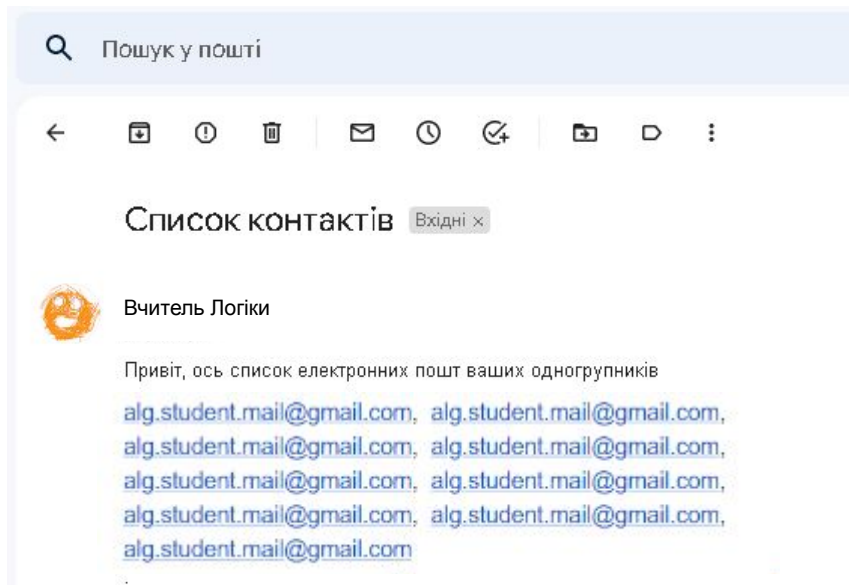 Пошук у пошті
Список контактів Вхідні ×
Вчитель Логіки
Привіт, ось список електронних пошт ваших одногрупників
alg.student.mail@gmail.com, alg.student.mail@gmail.com,
alg.student.mail@gmail.com, alg.student.mail@gmail.com,
alg.student.mail@gmail.com, alg.student.mail@gmail.com,
alg.student.mail@gmail.com, alg.student.mail@gmail.com,
alg.student.mail@gmail.com